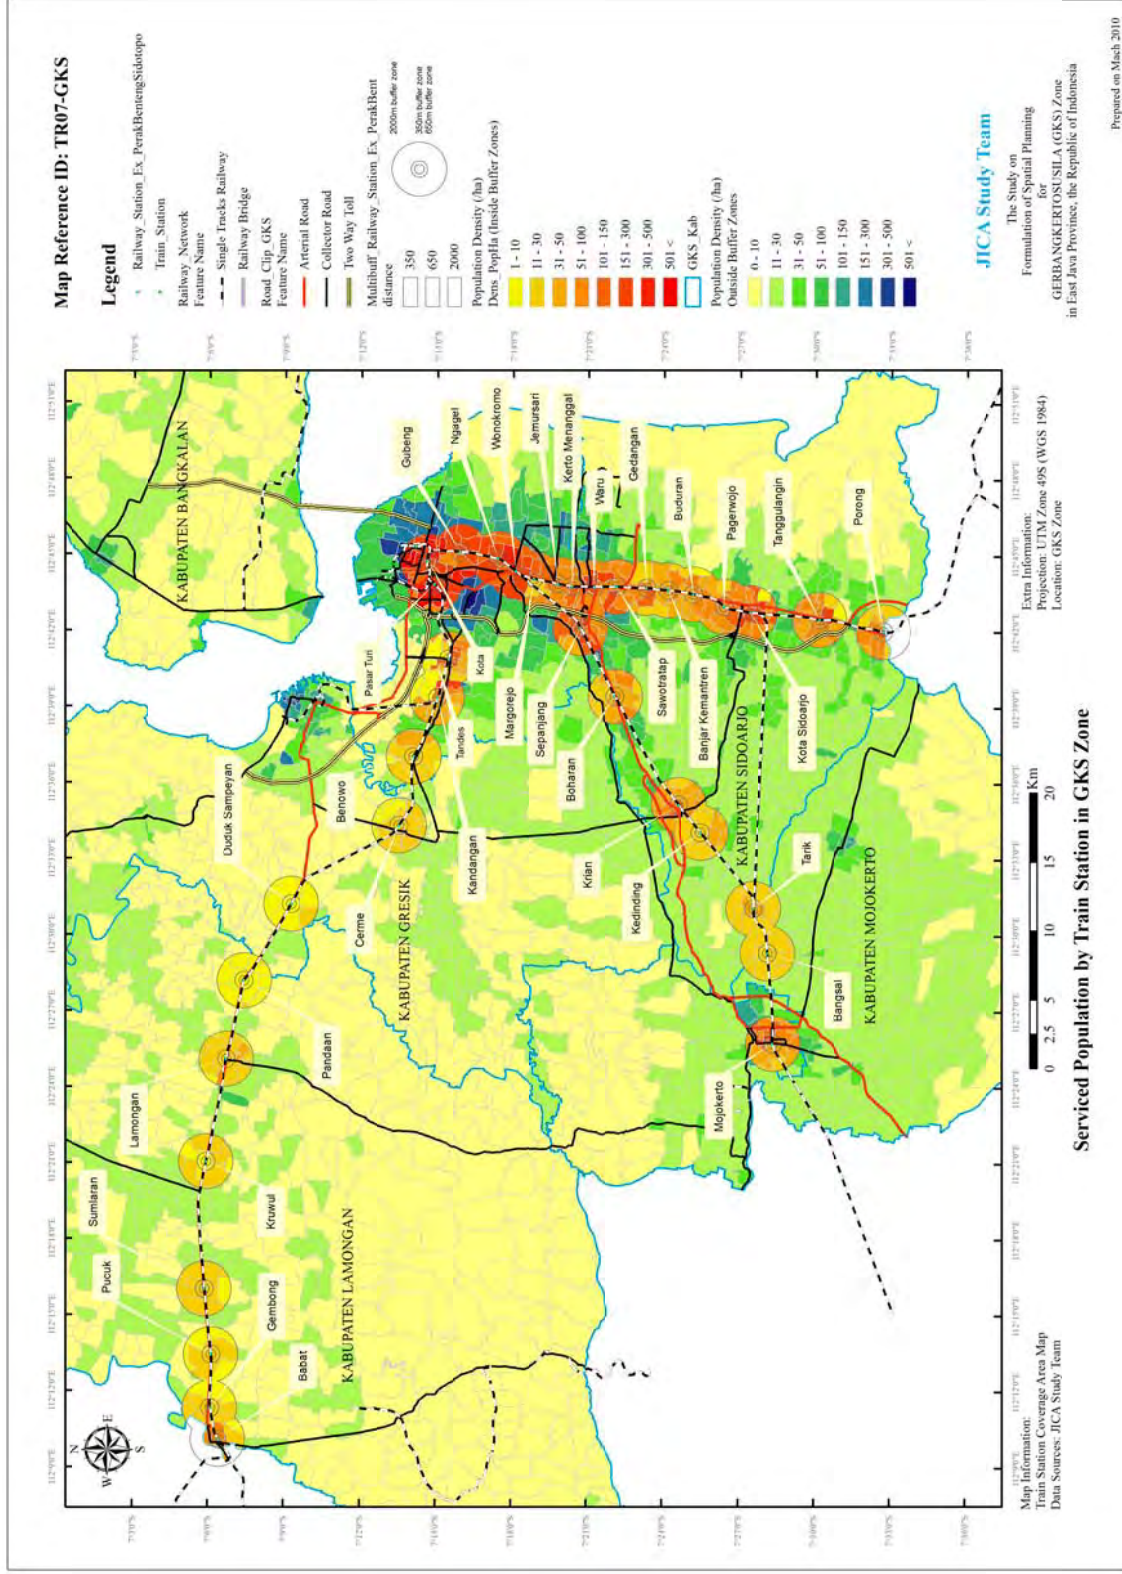 Map Reference ID: TR07-GKS
Legend
Railway_Station_Ex_PerakBentengSidotopo
Train_Station
Railway_Network
Feature Name
Single Tracks Railway
Railway Bridge
Road_Clip_GKS
Feature Name
Arterial Road
Collector Road
Two Way Toll
Multibuff_Railway_Station_Ex_PerakBent
distance
350
650
2000
2000m buffer zone
350m buffer zone
650m buffer zone
Population Density (/ha)
Dens_PopHa (Inside Buffer Zones)
1 - 10
11 - 30
31 - 50
51 - 100
101 - 150
151 - 300
301 - 500
501 <
GKS_Kab
Population Density (/ha)
Outside Buffer Zones
0 - 10
11 - 30
31 - 50
51 - 100
101 - 150
151 - 300
301 - 500
501 <
JICA Study Team
The Study on
Formulation of Spatial Planning
for
GERBANGKERTOSUSILA (GKS) Zone
in East Java Province, the Republic of Indonesia
Prepared on Mach 2010
N
W
E
S
KABUPATEN BANGKALAN
KABUPATEN GRESIK
KABUPATEN LAMONGAN
KABUPATEN SIDOARJO
KABUPATEN MOJOKERTO
Pucuk
Sumlaran
Lamongan
Gembong
Babat
Kruwul
Pandaan
Duduk Sampeyan
Benowo
Cerme
Kandangan
Tandes
Pasar Turi
Kota
Gubeng
Ngagel
Wonokromo
Jemursari
Kerto Menanggal
Waru
Gedangan
Buduran
Pagerwojo
Tanggulangin
Porong
Margorejo
Sepanjang
Boharan
Sawotratap
Banjar Kemantren
Kota Sidoarjo
Krian
Kedinding
Tarik
Bangsal
Mojokerto
Map Information:
Train Station Coverage Area Map
Data Sources: JICA Study Team
0 2.5 5 10 15 20
Km
Extra Information:
Projection: UTM Zone 49S (WGS 1984)
Location: GKS Zone
Serviced Population by Train Station in GKS Zone